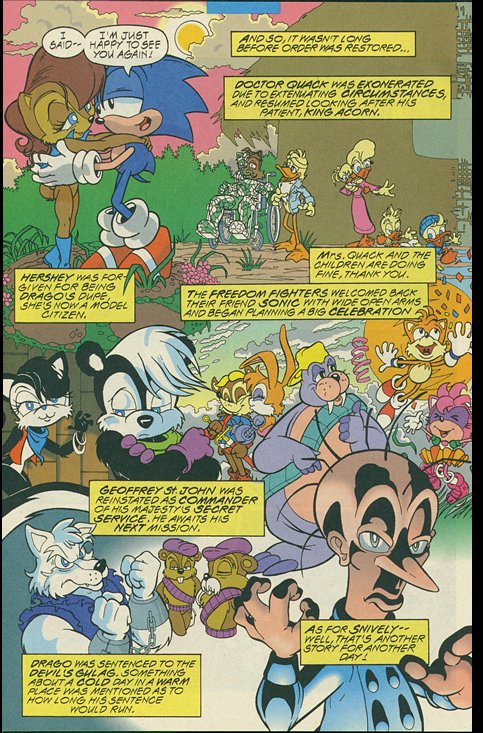 I
SAID--
I'M JUST
HAPPY TO SEE
YOU AGAIN!
AND SO, IT WASN'T LONG
BEFORE ORDER WAS RESTORED...
DOCTOR QUACK WAS EXONERATED
DUE TO EXTENUATING CIRCUMSTANCES,
AND RESUMED LOOKING AFTER HIS
PATIENT, KING ACORN.
MRS. QUACK AND THE
CHILDREN ARE DOING
FINE, THANK YOU.
HERSHEY WAS FOR-
GIVEN FOR BEING
DRAGO'S DUPE.
SHE'S NOW A MODEL
CITIZEN.
THE FREEDOM FIGHTERS WELCOMED BACK
THEIR FRIEND SONIC WITH WIDE OPEN ARMS
AND BEGAN PLANNING A BIG CELEBRATION!
GEOFFREY ST. JOHN WAS
REINSTATED AS COMMANDER
OF HIS MAJESTY'S SECRET
SERVICE. HE AWAITS HIS
NEXT MISSION.
DRAGO WAS SENTENCED TO THE
DEVIL'S GULAG. SOMETHING
ABOUT A COLD DAY IN A WARM
PLACE WAS MENTIONED AS TO
HOW LONG HIS SENTENCE
WOULD RUN.
AS FOR SNIVELY--
WELL, THAT'S ANOTHER
STORY FOR ANOTHER
DAY!